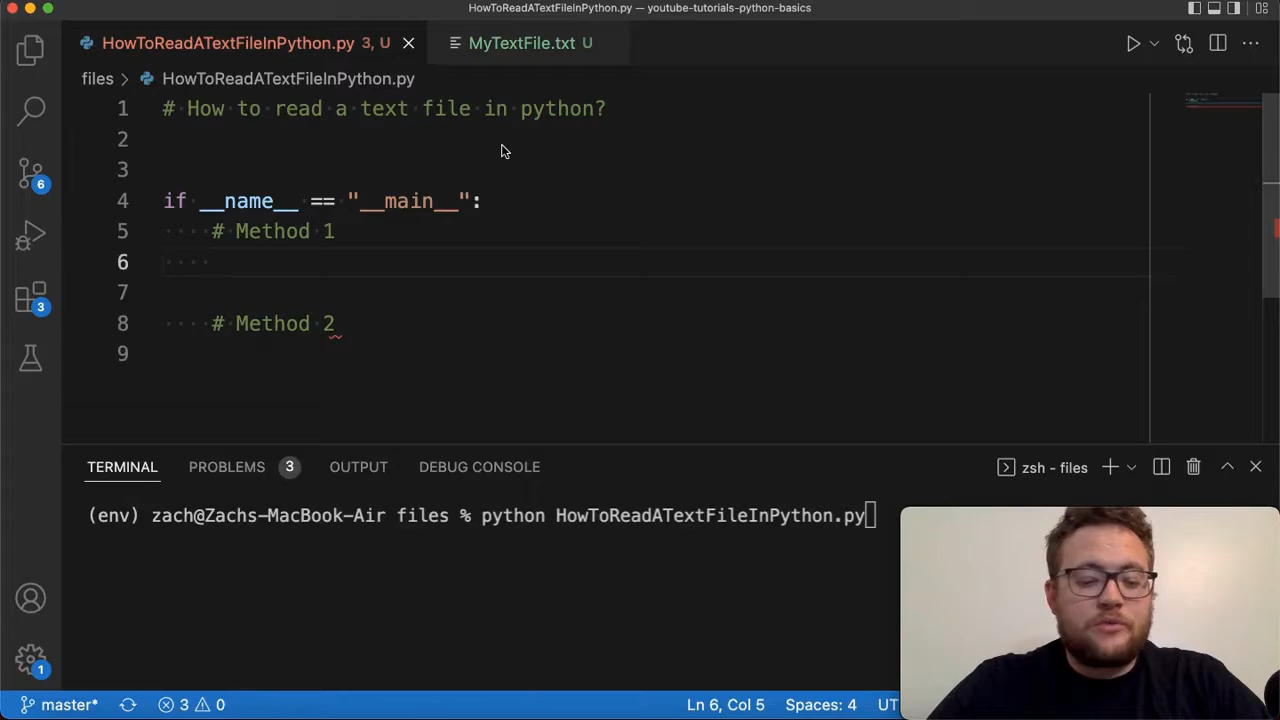 HowToReadATextFileInPython.py — youtube-tutorials-python-basics
HowToReadATextFileInPython.py 3, U
MyTextFile.txt U
files > HowToReadATextFileInPython.py
1 # How to read a text file in python?
2
3
4 if __name__ == "__main__":
5 # Method 1
6
7
8 # Method 2
9
6
3
TERMINAL PROBLEMS 3 OUTPUT DEBUG CONSOLE
zsh - files
(env) zach@Zachs-MacBook-Air files % python HowToReadATextFileInPython.py
1
master* 3 0 Ln 6, Col 5 Spaces: 4 UT